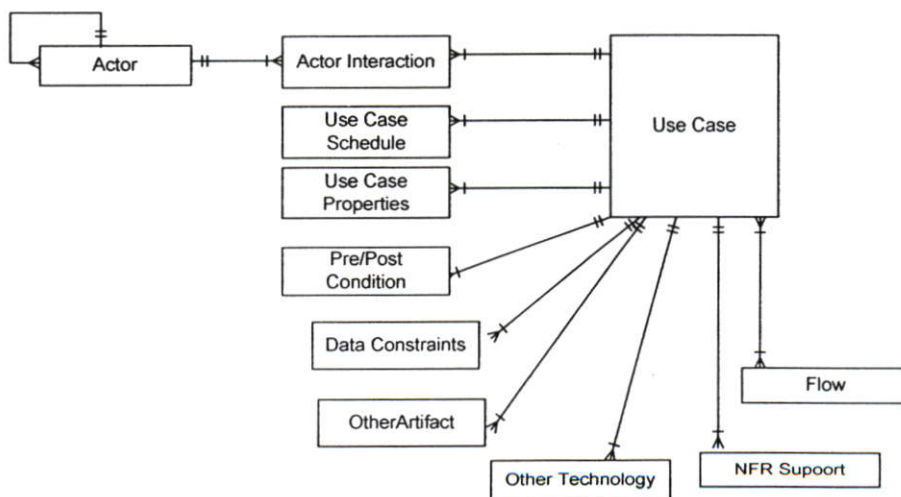 Actor
Actor Interaction
Use Case
Schedule
Use Case
Properties
Use Case
Pre/Post
Condition
Data Constraints
OtherArtifact
Flow
Other Technology
NFR Supoort